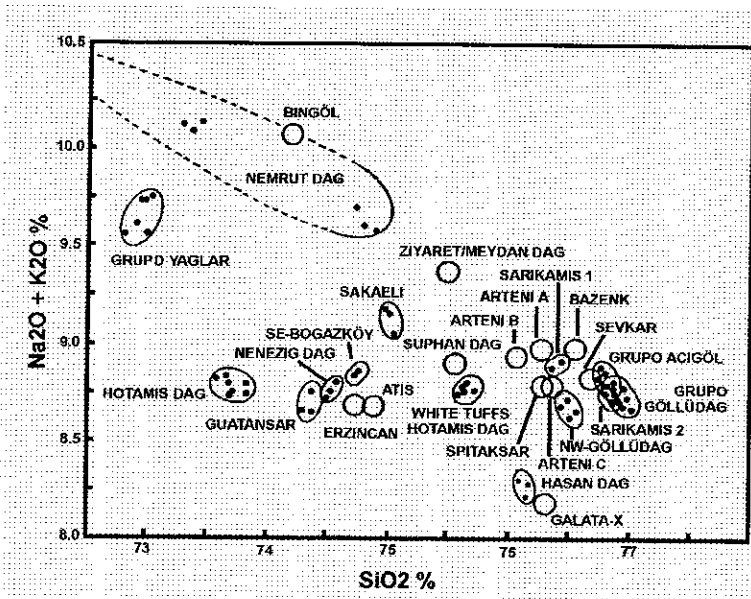 10.5
BINGÖL
10.0
NEMRUT DAG
9.5
GRUPD YAGLAR
ZIYARET/MEYDAN DAG
SARIKAMIS 1
SAKAELI
ARTENI A
BAZENK
ARTENI B
SEVKAR
SE-BOGAZKÖY
9.0
SUPHAN DAG
NENEZIG DAG
GRUPO ACIGÖL
HOTAMIS DAG
ATIS
GRUPO
GÖLLÜDAG
GUATANSAR
WHITE TUFFS
HOTAMIS DAG
ERZINCAN
SARIKAMIS 2
8.5
SPITAKSAR
NW-GÖLLÜDAG
ARTENI C
HASAN DAG
GALATA-X
8.0
73
74
75
75
77
Na2O + K2O %
SiO2 %